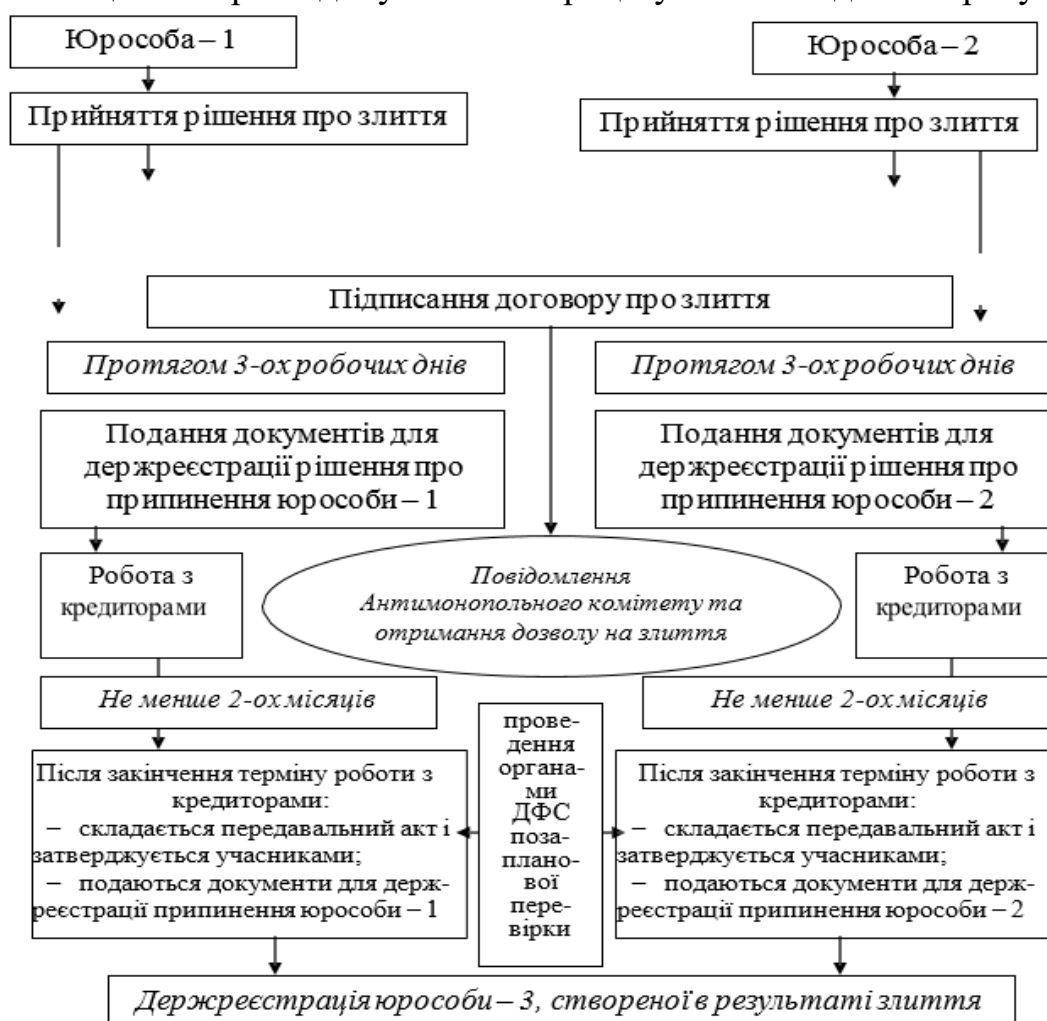 Юрособа – 1
Юрособа – 2
Прийняття рішення про злиття
Прийняття рішення про злиття
Підписання договору про злиття
Протягом 3-ох робочих днів
Протягом 3-ох робочих днів
Подання документів для
держреєстрації рішення про
припинення юрособи – 1
Подання документів для
держреєстрації рішення про
припинення юрособи – 2
Робота з
кредиторами
Повідомлення
Антимонопольного комітету та
отримання дозволу на злиття
Робота з
кредиторами
Не менше 2-ох місяців
Не менше 2-ох місяців
прове-
дення
органа-
ми
ДФС
поза-
плано-
вої
пере-
вірки
Після закінчення терміну роботи з
кредиторами:
– складається передавальний акт і
затверджується учасниками;
– подаються документи для держ-
реєстрації припинення юрособи – 1
Після закінчення терміну роботи з
кредиторами:
– складається передавальний акт і
затверджується учасниками;
– подаються документи для держ-
реєстрації припинення юрособи – 2
Держреєстрація юрособи – 3, створеної в результаті злиття